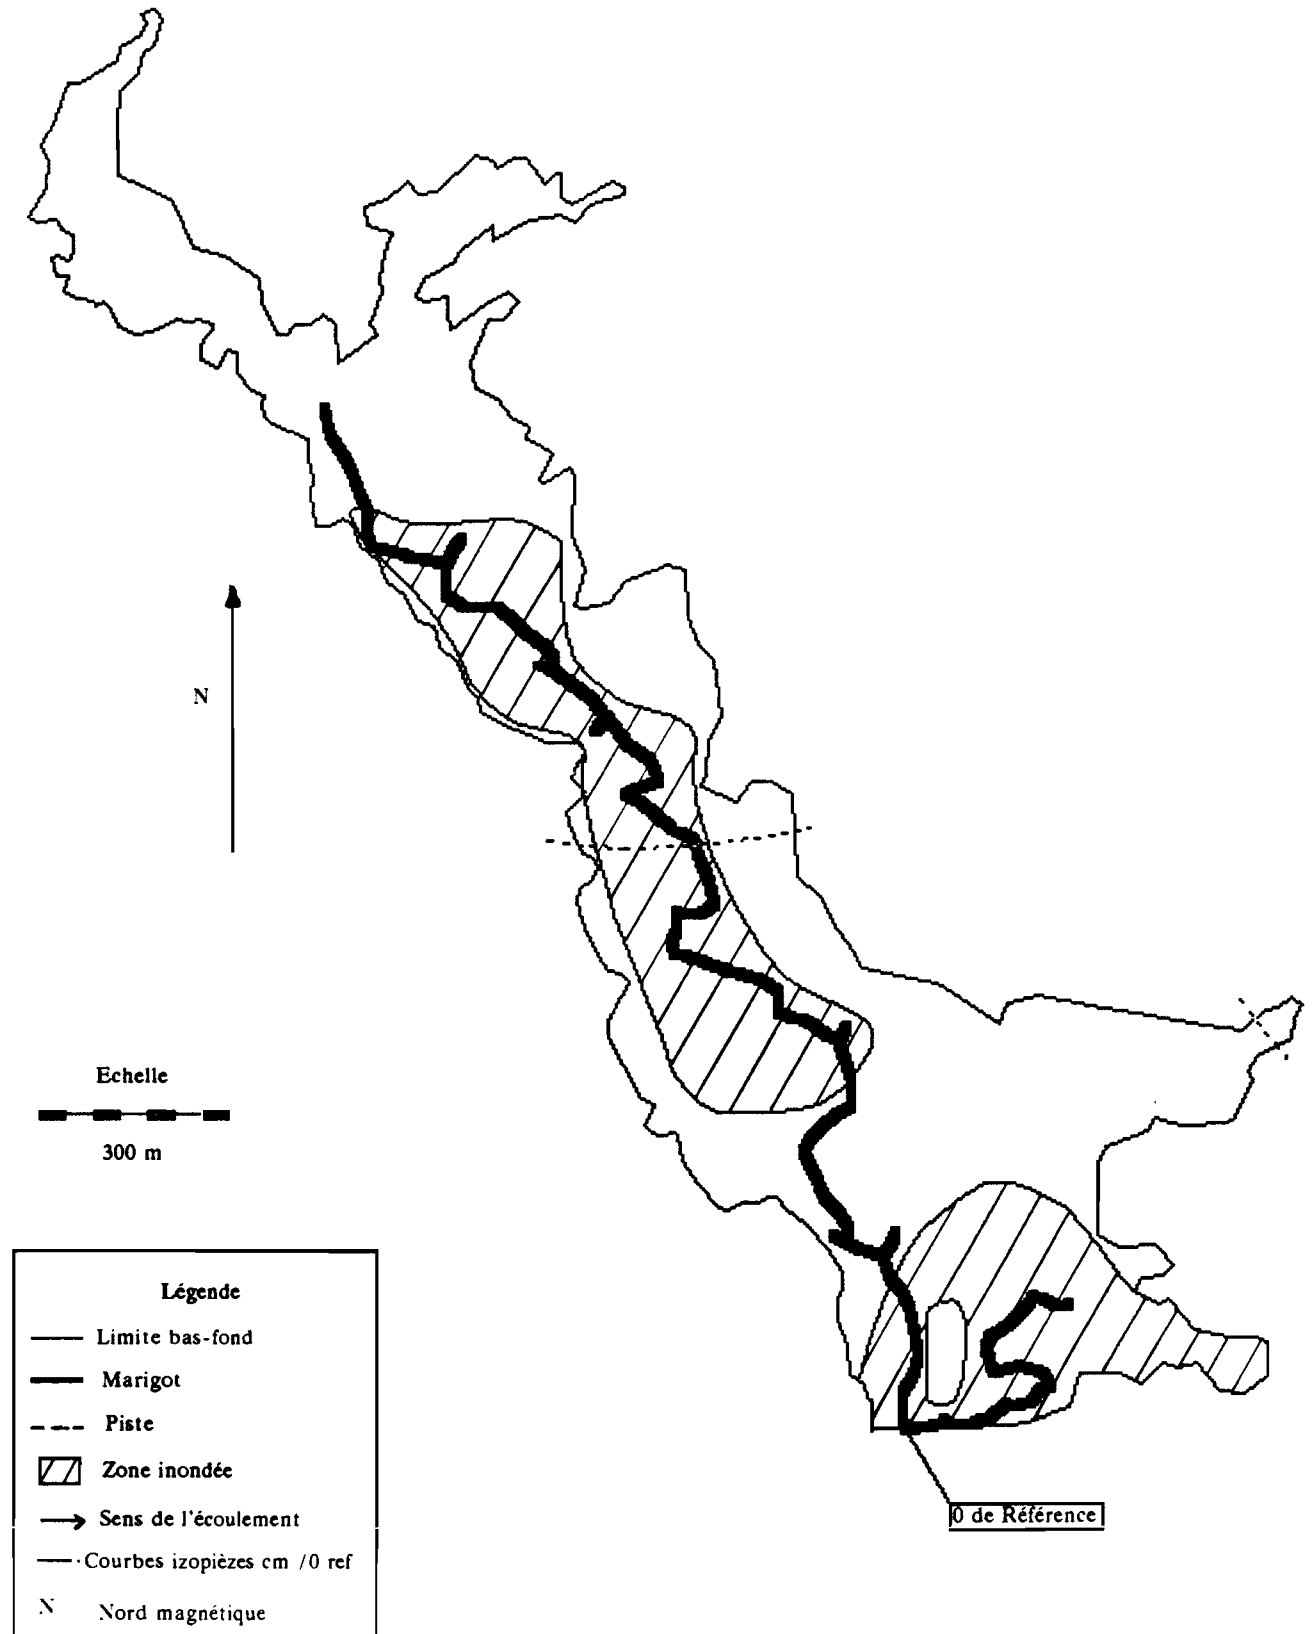 N
Echelle
300 m
Légende
Limite bas-fond
Marigot
Piste
Zone inondée
Sens de l'écoulement
Courbes izopièzes cm /0 ref
N Nord magnétique
0 de Référence